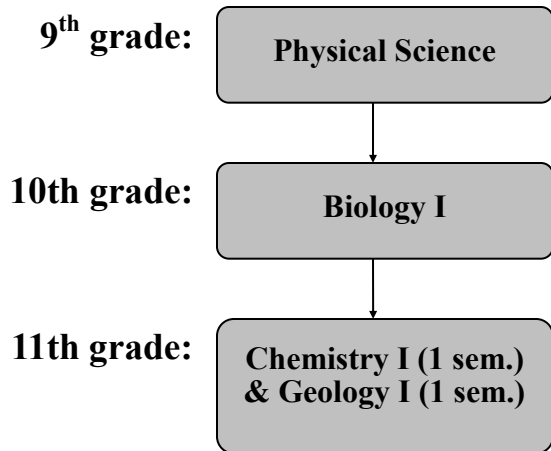 9th grade:
Physical Science
10th grade:
Biology I
11th grade:
Chemistry I (1 sem.)
& Geology I (1 sem.)